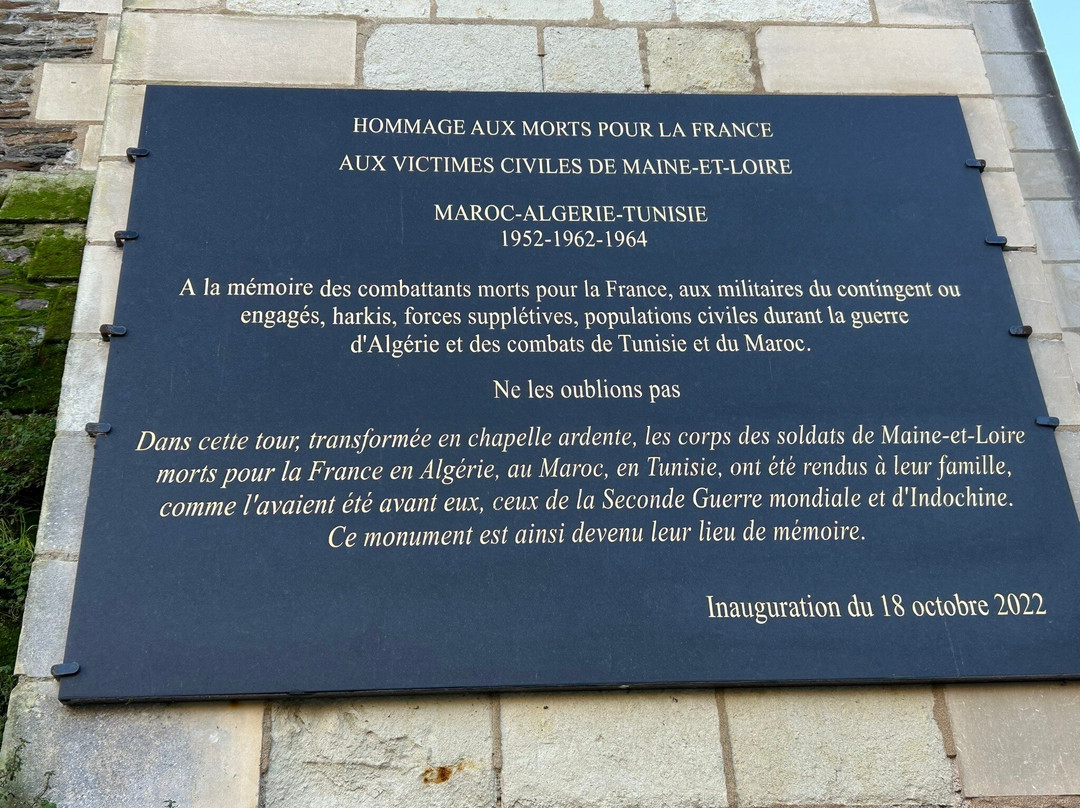 HOMMAGE AUX MORTS POUR LA FRANCE
AUX VICTIMES CIVILES DE MAINE-ET-LOIRE
MAROC-ALGERIE-TUNISIE
1952-1962-1964
A la mémoire des combattants morts pour la France, aux militaires du contingent ou
engagés, harkis, forces supplétives, populations civiles durant la guerre
d'Algérie et des combats de Tunisie et du Maroc.
Ne les oublions pas
Dans cette tour, transformée en chapelle ardente, les corps des soldats de Maine-et-Loire
morts pour la France en Algérie, au Maroc, en Tunisie, ont été rendus à leur famille,
comme l'avaient été avant eux, ceux de la Seconde Guerre mondiale et d'Indochine.
Ce monument est ainsi devenu leur lieu de mémoire.
Inauguration du 18 octobre 2022